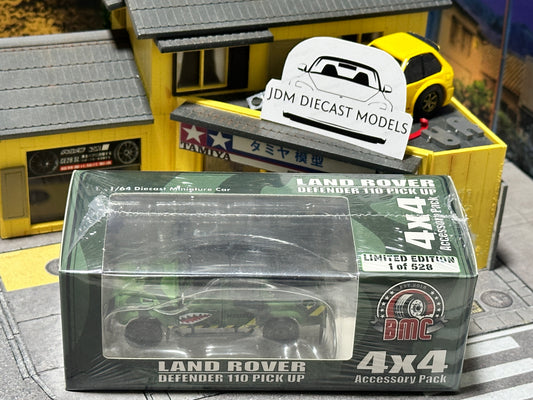 JDM DIECAST MODELS
TAMIYA タミヤ模型
1/64 Diecast Miniature Car
LAND ROVER
DEFENDER 110 PICK UP
4x4
Accessory Pack
LIMITED EDITION
1 of 528
BMC
LAND ROVER
DEFENDER 110 PICK UP
4x4
Accessory Pack